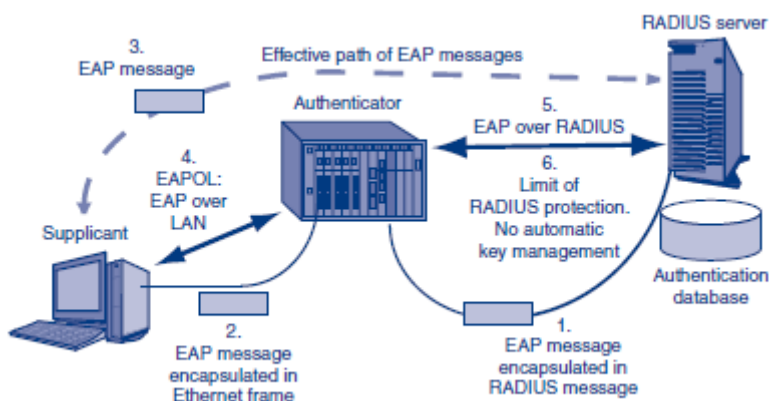 RADIUS server
3.
EAP message
Effective path of EAP messages
Authenticator
5.
EAP over RADIUS
4.
EAPOL:
EAP over
LAN
6.
Limit of
RADIUS protection.
No automatic
key management
Supplicant
Authentication
database
2.
EAP message
encapsulated in
Ethernet frame
1.
EAP message
encapsulated in
RADIUS message